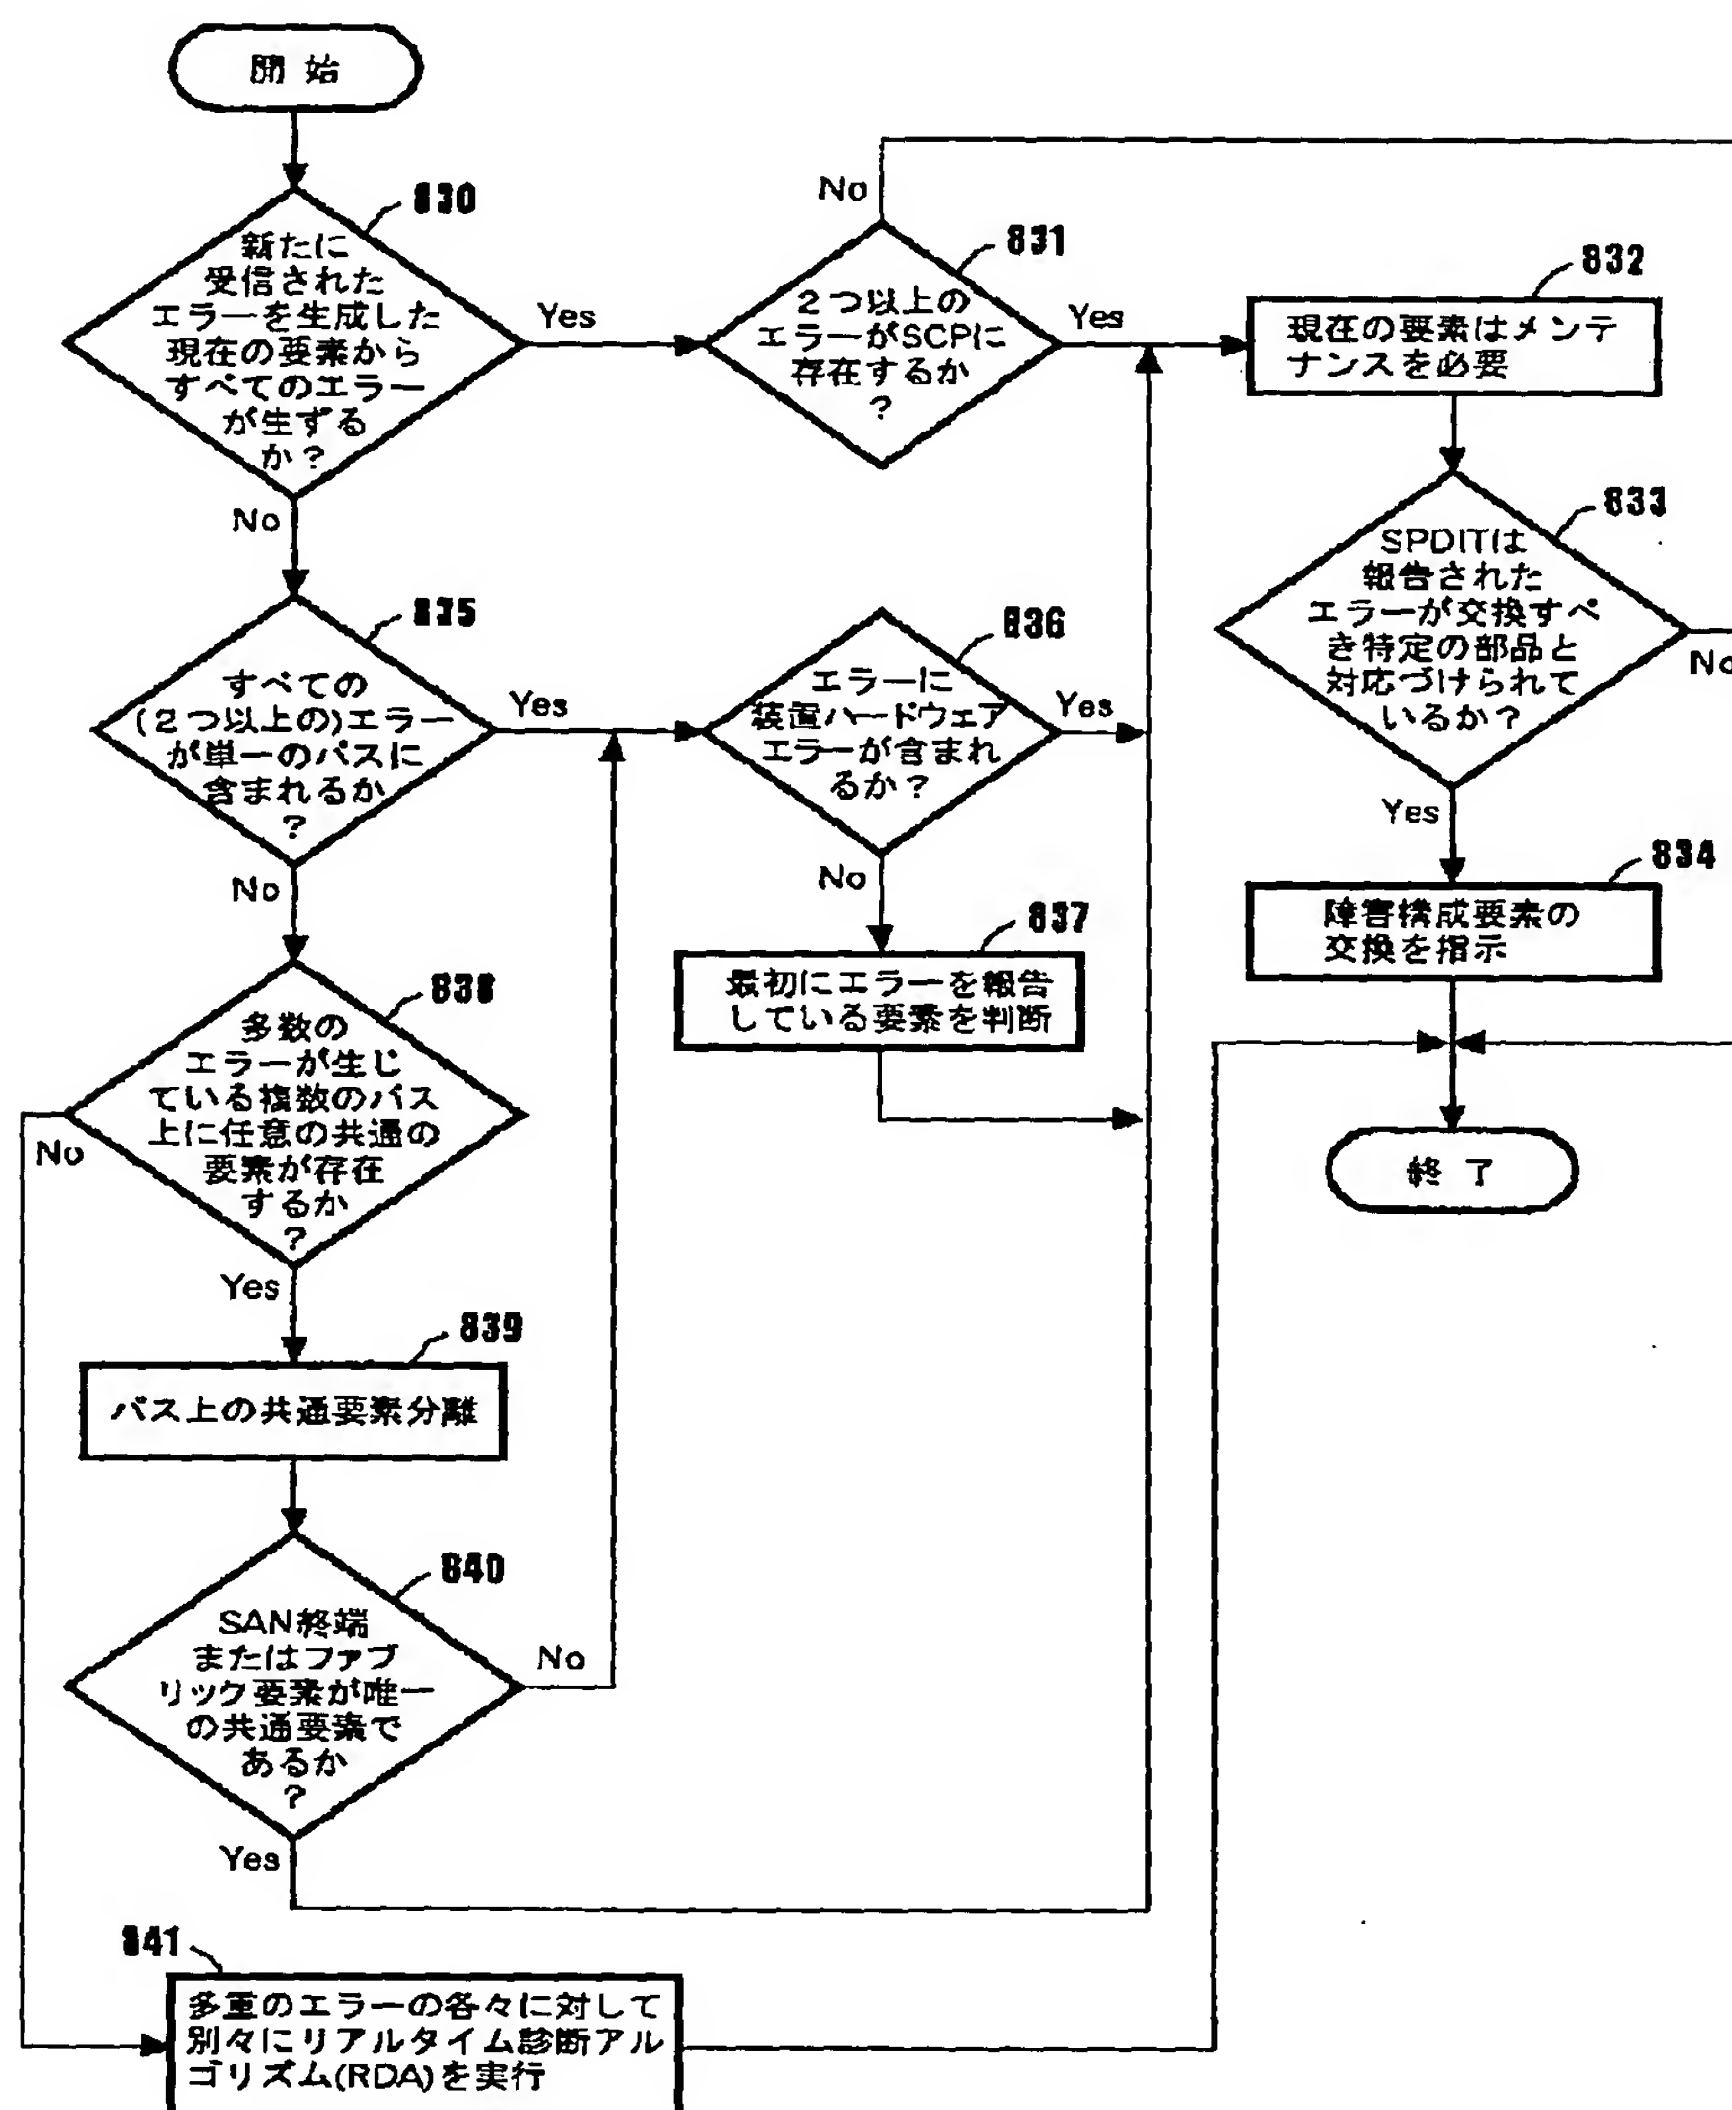 開始
830
新たに
受信された
エラーを生成した
現在の要素から
すべてのエラー
が生ずる
か？
Yes
No
831
2つ以上の
エラーがSCPに
存在するか
？
No
Yes
832
現在の要素はメンテ
ナンスを必要
833
SPDITは
報告された
エラーが交換すべ
き特定の部品と
対応づけられて
いるか？
No
Yes
834
障害構成要素の
交換を指示
終了
835
すべての
(2つ以上の)エラー
が単一のパスに
含まれるか
？
Yes
No
836
エラーに
装置ハードウェア
エラーが含まれ
るか？
Yes
No
837
最初にエラーを報告
している要素を判断
838
多数の
エラーが生じ
ている複数のパス
上に任意の共通の
要素が存在
するか
？
No
Yes
839
パス上の共通要素分離
840
SAN終端
またはファブ
リック要素が唯一
の共通要素で
あるか
？
No
Yes
841
多重のエラーの各々に対して
別々にリアルタイム診断アル
ゴリズム(RDA)を実行